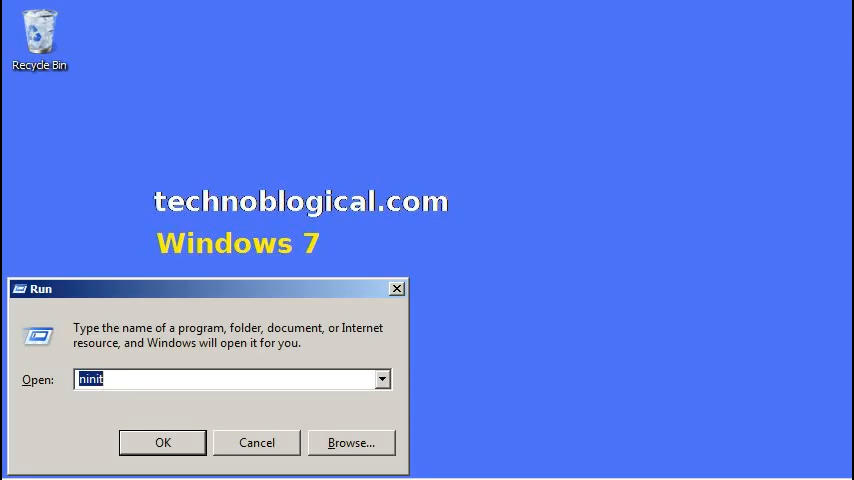 Recycle Bin
technoblogical.com
Windows 7
Run
Type the name of a program, folder, document, or Internet
resource, and Windows will open it for you.
Open:
ninit
OK
Cancel
Browse...